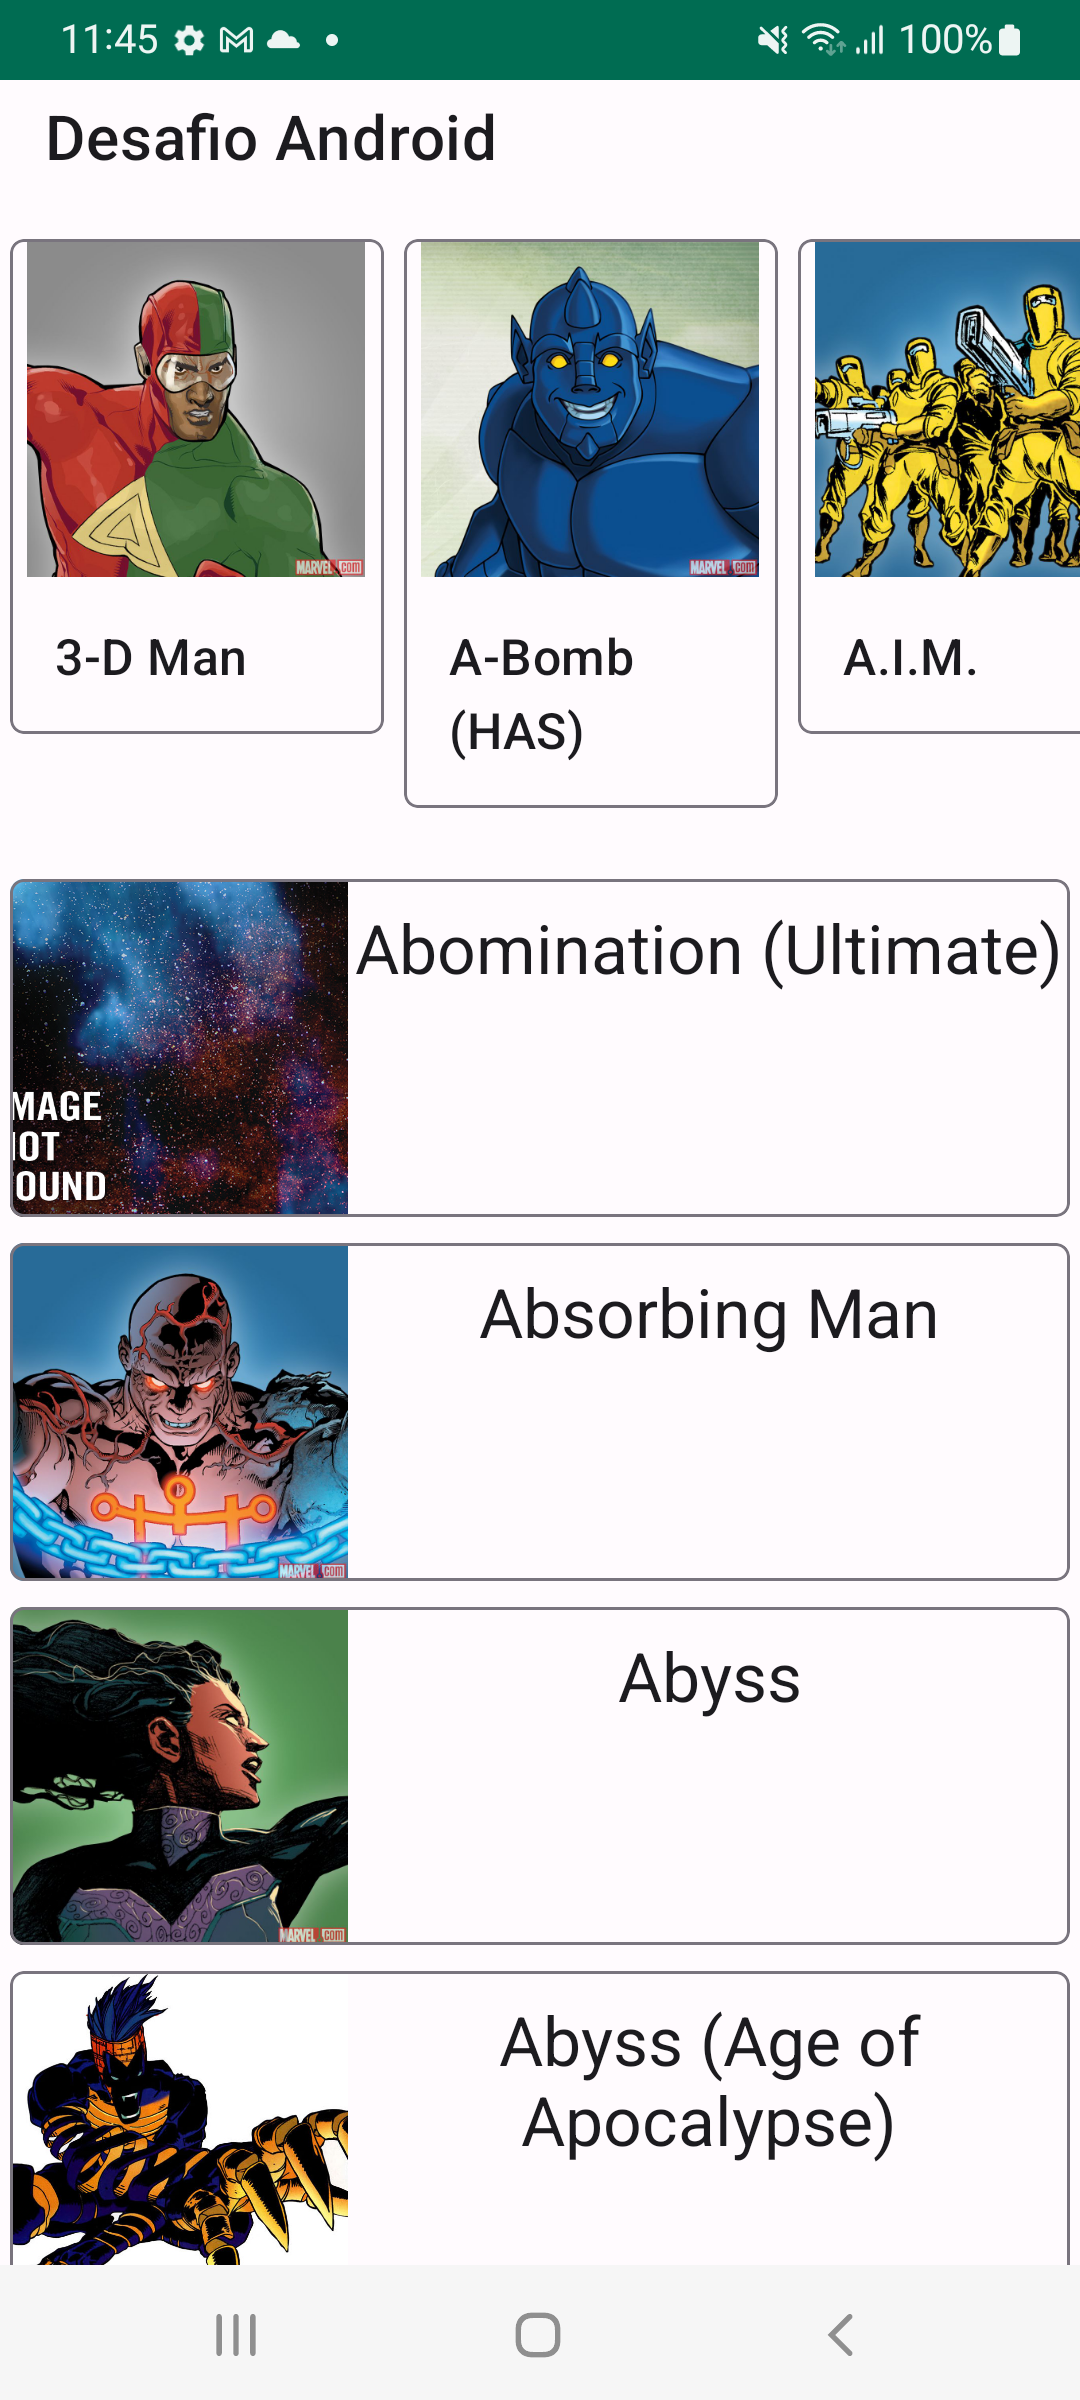 11:45
100%
Desafio Android
MARVEL.com
MARVEL.com
3-D Man
A-Bomb
(HAS)
A.I.M.
Abomination (Ultimate)
MAGE
OT
OUND
Absorbing Man
MARVEL.com
Abyss
MARVEL.com
Abyss (Age of
Apocalypse)